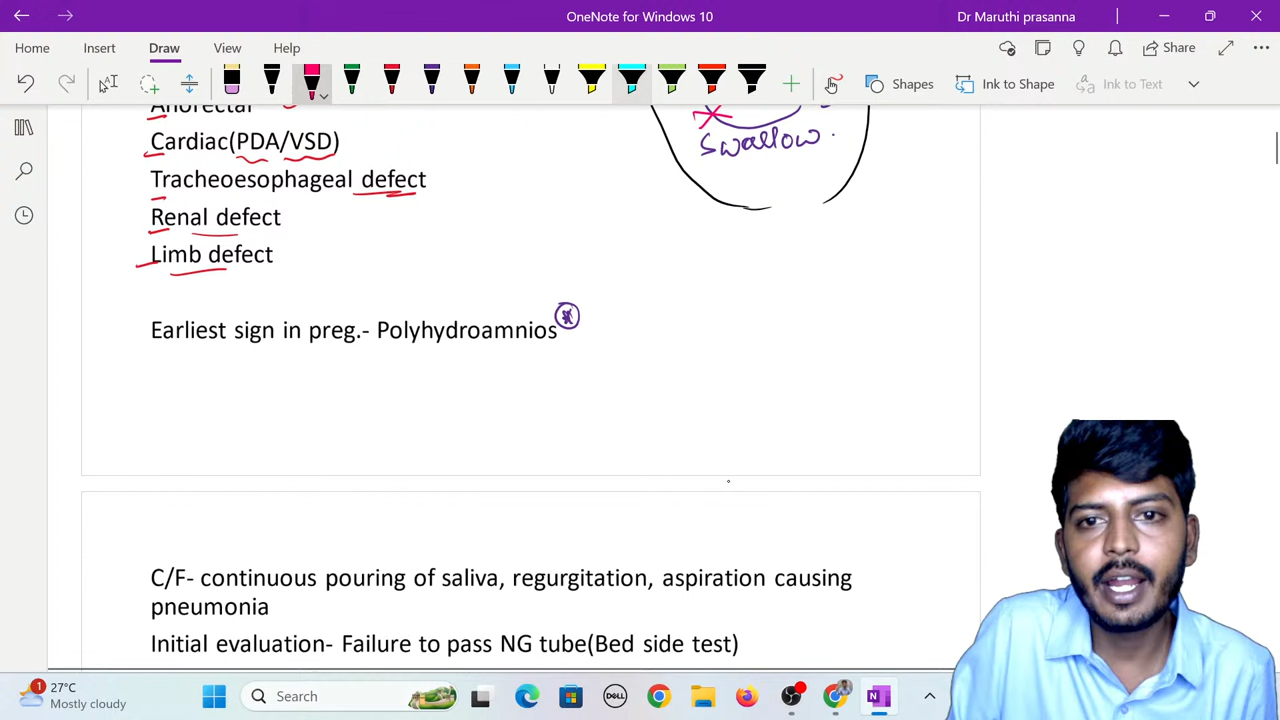 OneNote for Windows 10
Dr Maruthi prasanna
Home
Insert
Draw
View
Help
Share
Shapes
Ink to Shape
Ink to Text
Anorectal
Cardiac(PDA/VSD)
Tracheoesophageal defect
Renal defect
Limb defect
Swallow
Earliest sign in preg.- Polyhydroamnios
C/F- continuous pouring of saliva, regurgitation, aspiration causing
pneumonia
Initial evaluation- Failure to pass NG tube(Bed side test)
1
27°C
Mostly cloudy
Search
DELL